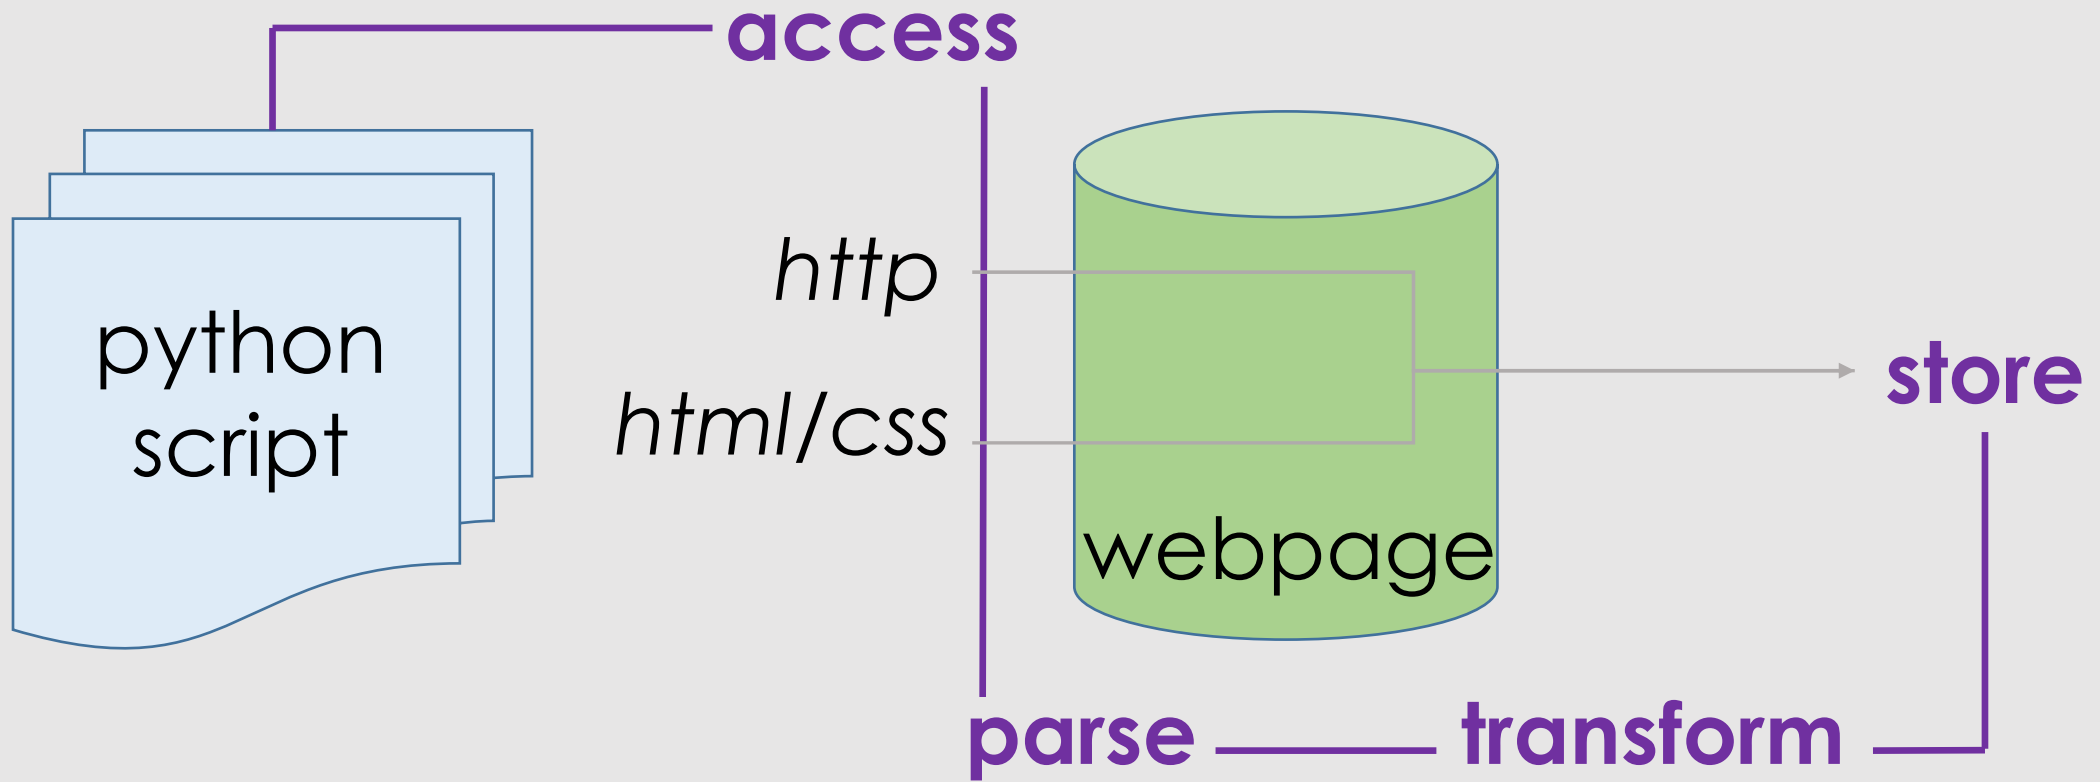 access
python
script
http
html/css
webpage
store
parse
transform